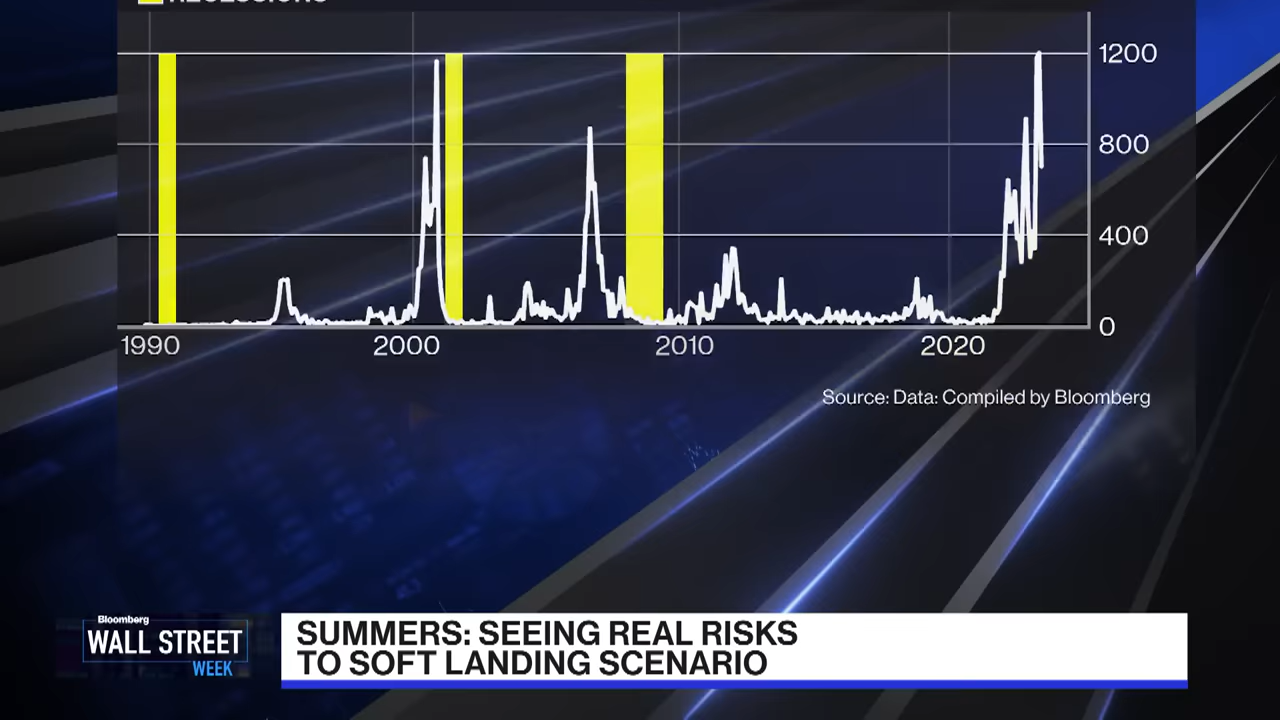 RECESSIONS
1200
800
400
0
1990 2000 2010 2020
Source: Data: Compiled by Bloomberg
Bloomberg
WALL STREET
WEEK
SUMMERS: SEEING REAL RISKS
TO SOFT LANDING SCENARIO